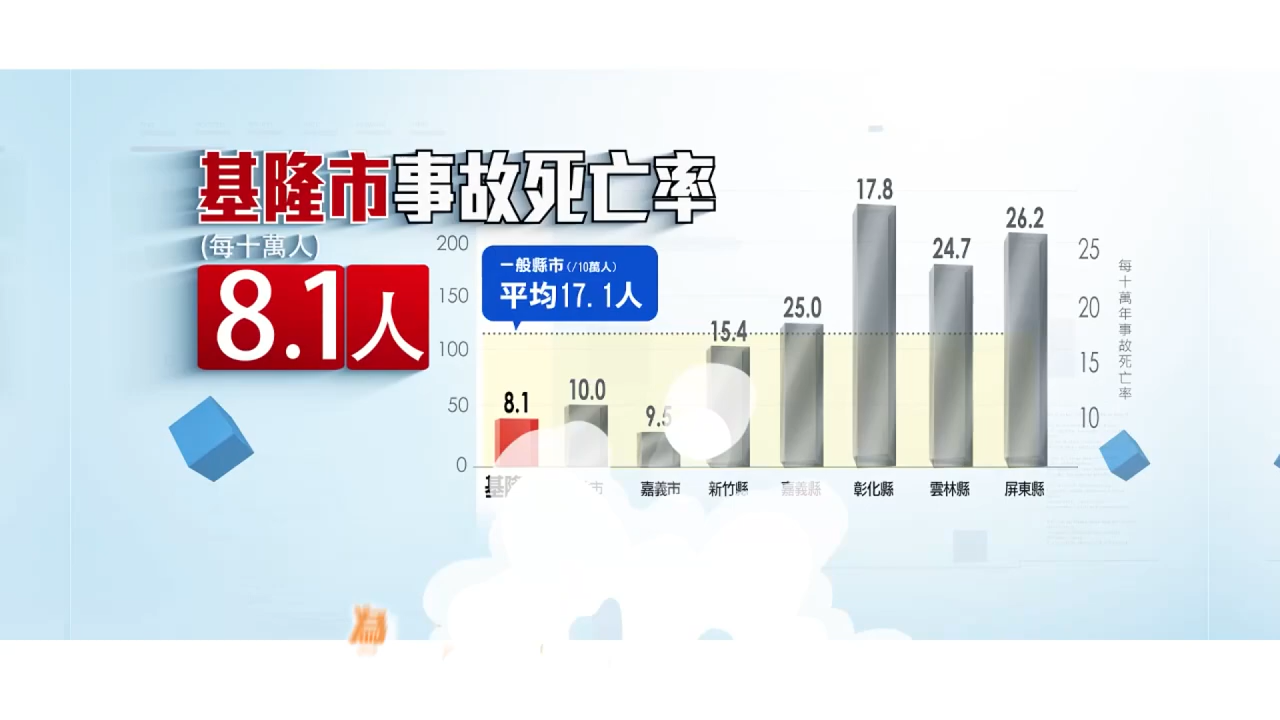 基隆市事故死亡率
(每十萬人)
8.1人
一般縣市(/10萬人)
平均17.1人
200
150
100
50
0
8.1
10.0
9.5
15.4
25.0
17.8
24.7
26.2
25
20
15
10
每十萬年事故死亡率
基隆
市
嘉義市
新竹縣
嘉義縣
彰化縣
雲林縣
屏東縣
為